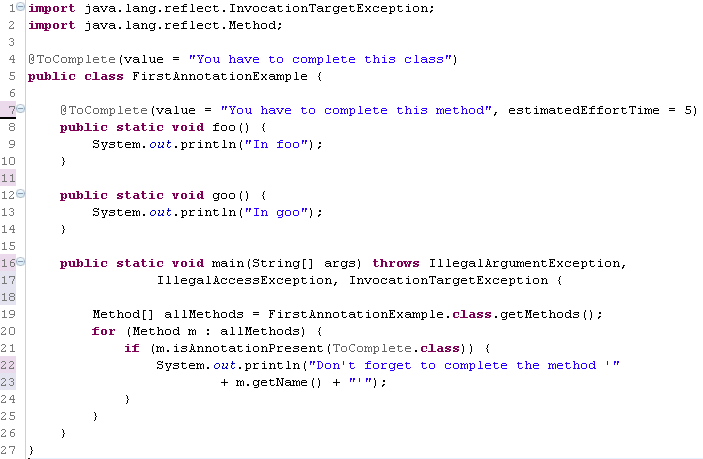 1 import java.lang.reflect.InvocationTargetException;
2 import java.lang.reflect.Method;
3
4 @ToComplete(value = "You have to complete this class")
5 public class FirstAnnotationExample {
6
7     @ToComplete(value = "You have to complete this method", estimatedEffortTime = 5)
8     public static void foo() {
9         System.out.println("In foo");
10     }
11
12     public static void goo() {
13         System.out.println("In goo");
14     }
15
16     public static void main(String[] args) throws IllegalArgumentException,
17             IllegalAccessException, InvocationTargetException {
18
19         Method[] allMethods = FirstAnnotationExample.class.getMethods();
20         for (Method m : allMethods) {
21             if (m.isAnnotationPresent(ToComplete.class)) {
22                 System.out.println("Don't forget to complete the method '"
23                         + m.getName() + "'");
24             }
25         }
26     }
27 }